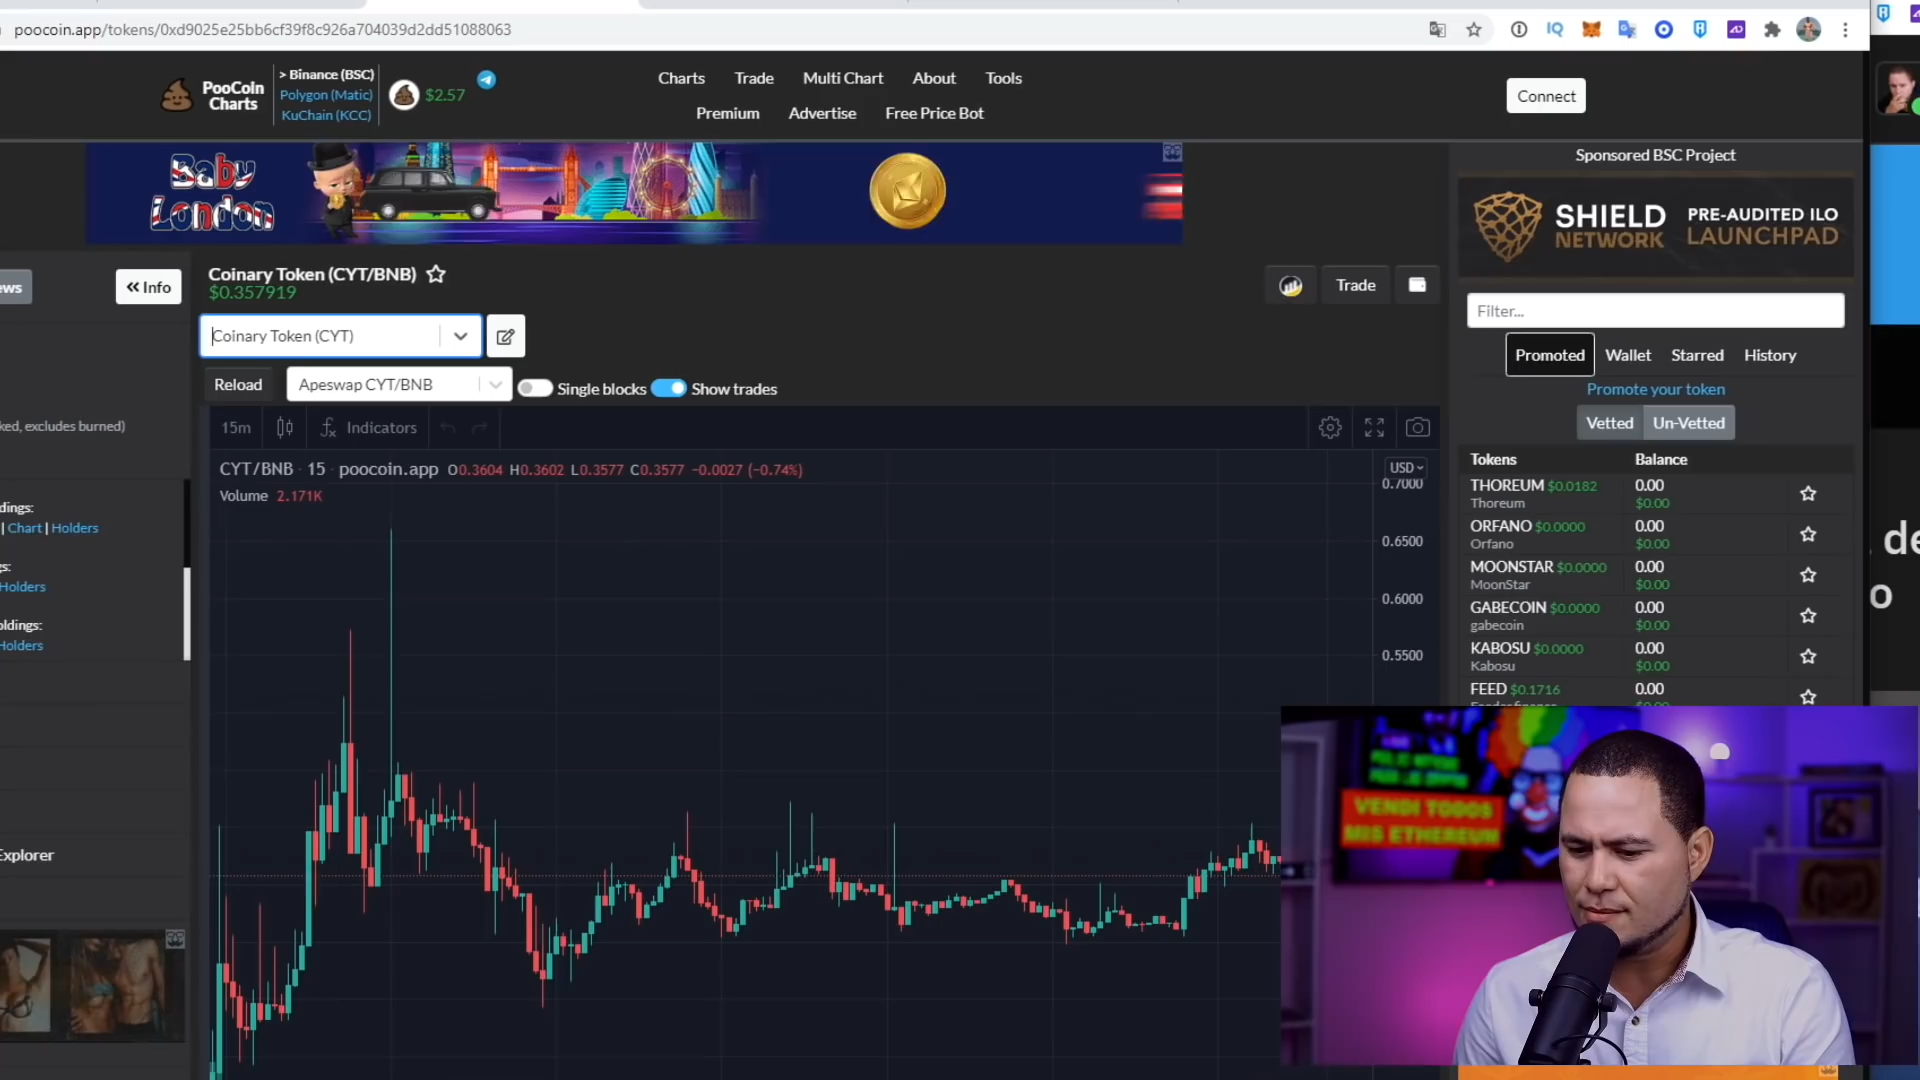 poocoin.app/tokens/0xd9025e25bb6cf39f8c926a704039d2dd51088063
PooCoin
Charts
> Binance (BSC)
Polygon (Matic)
KuChain (KCC)
$2.57
Charts
Trade
Multi Chart
About
Tools
Premium
Advertise
Free Price Bot
Connect
Baby
London
Sponsored BSC Project
SHIELD
NETWORK
PRE-AUDITED ILO
LAUNCHPAD
ews
Info
Coinary Token (CYT/BNB)
$0.357919
Trade
Coinary Token (CYT)
Reload
Apeswap CYT/BNB
Single blocks
Show trades
Filter...
Promoted
Wallet
Starred
History
Promote your token
Vetted
Un-Vetted
15m
Indicators
CYT/BNB · 15 · poocoin.app O0.3604 H0.3602 L0.3577 C0.3577 −0.0027 (−0.74%)
Volume 2.171K
USD
0.7000
0.6500
0.6000
0.5500
ked, excludes burned)
dings:
| Chart | Holders
gs:
Holders
oldings:
Holders
Explorer
Tokens
Balance
THOREUM $0.0182
Thoreum
0.00
$0.00
ORFANO $0.0000
Orfano
0.00
$0.00
MOONSTAR $0.0000
MoonStar
0.00
$0.00
GABECOIN $0.0000
gabecoin
0.00
$0.00
KABOSU $0.0000
Kabosu
0.00
$0.00
FEED $0.1716
0.00
de
o
VENDI TODOS
MIS ETHEREUM